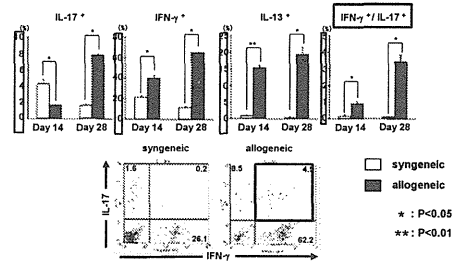 IL-17 + IFN-γ + IL-13 + IFN-γ +/ IL-17 +
(%) (%) (%) (%)
* * * *
* ** * *
Day 14 Day 28 Day 14 Day 28 Day 14 Day 28 Day 14 Day 28
syngeneic allogeneic
syngeneic
allogeneic
1.6 0.2 8.5
26.1 62.2
IL-17
IFN-γ
* : P<0.05
** : P<0.01